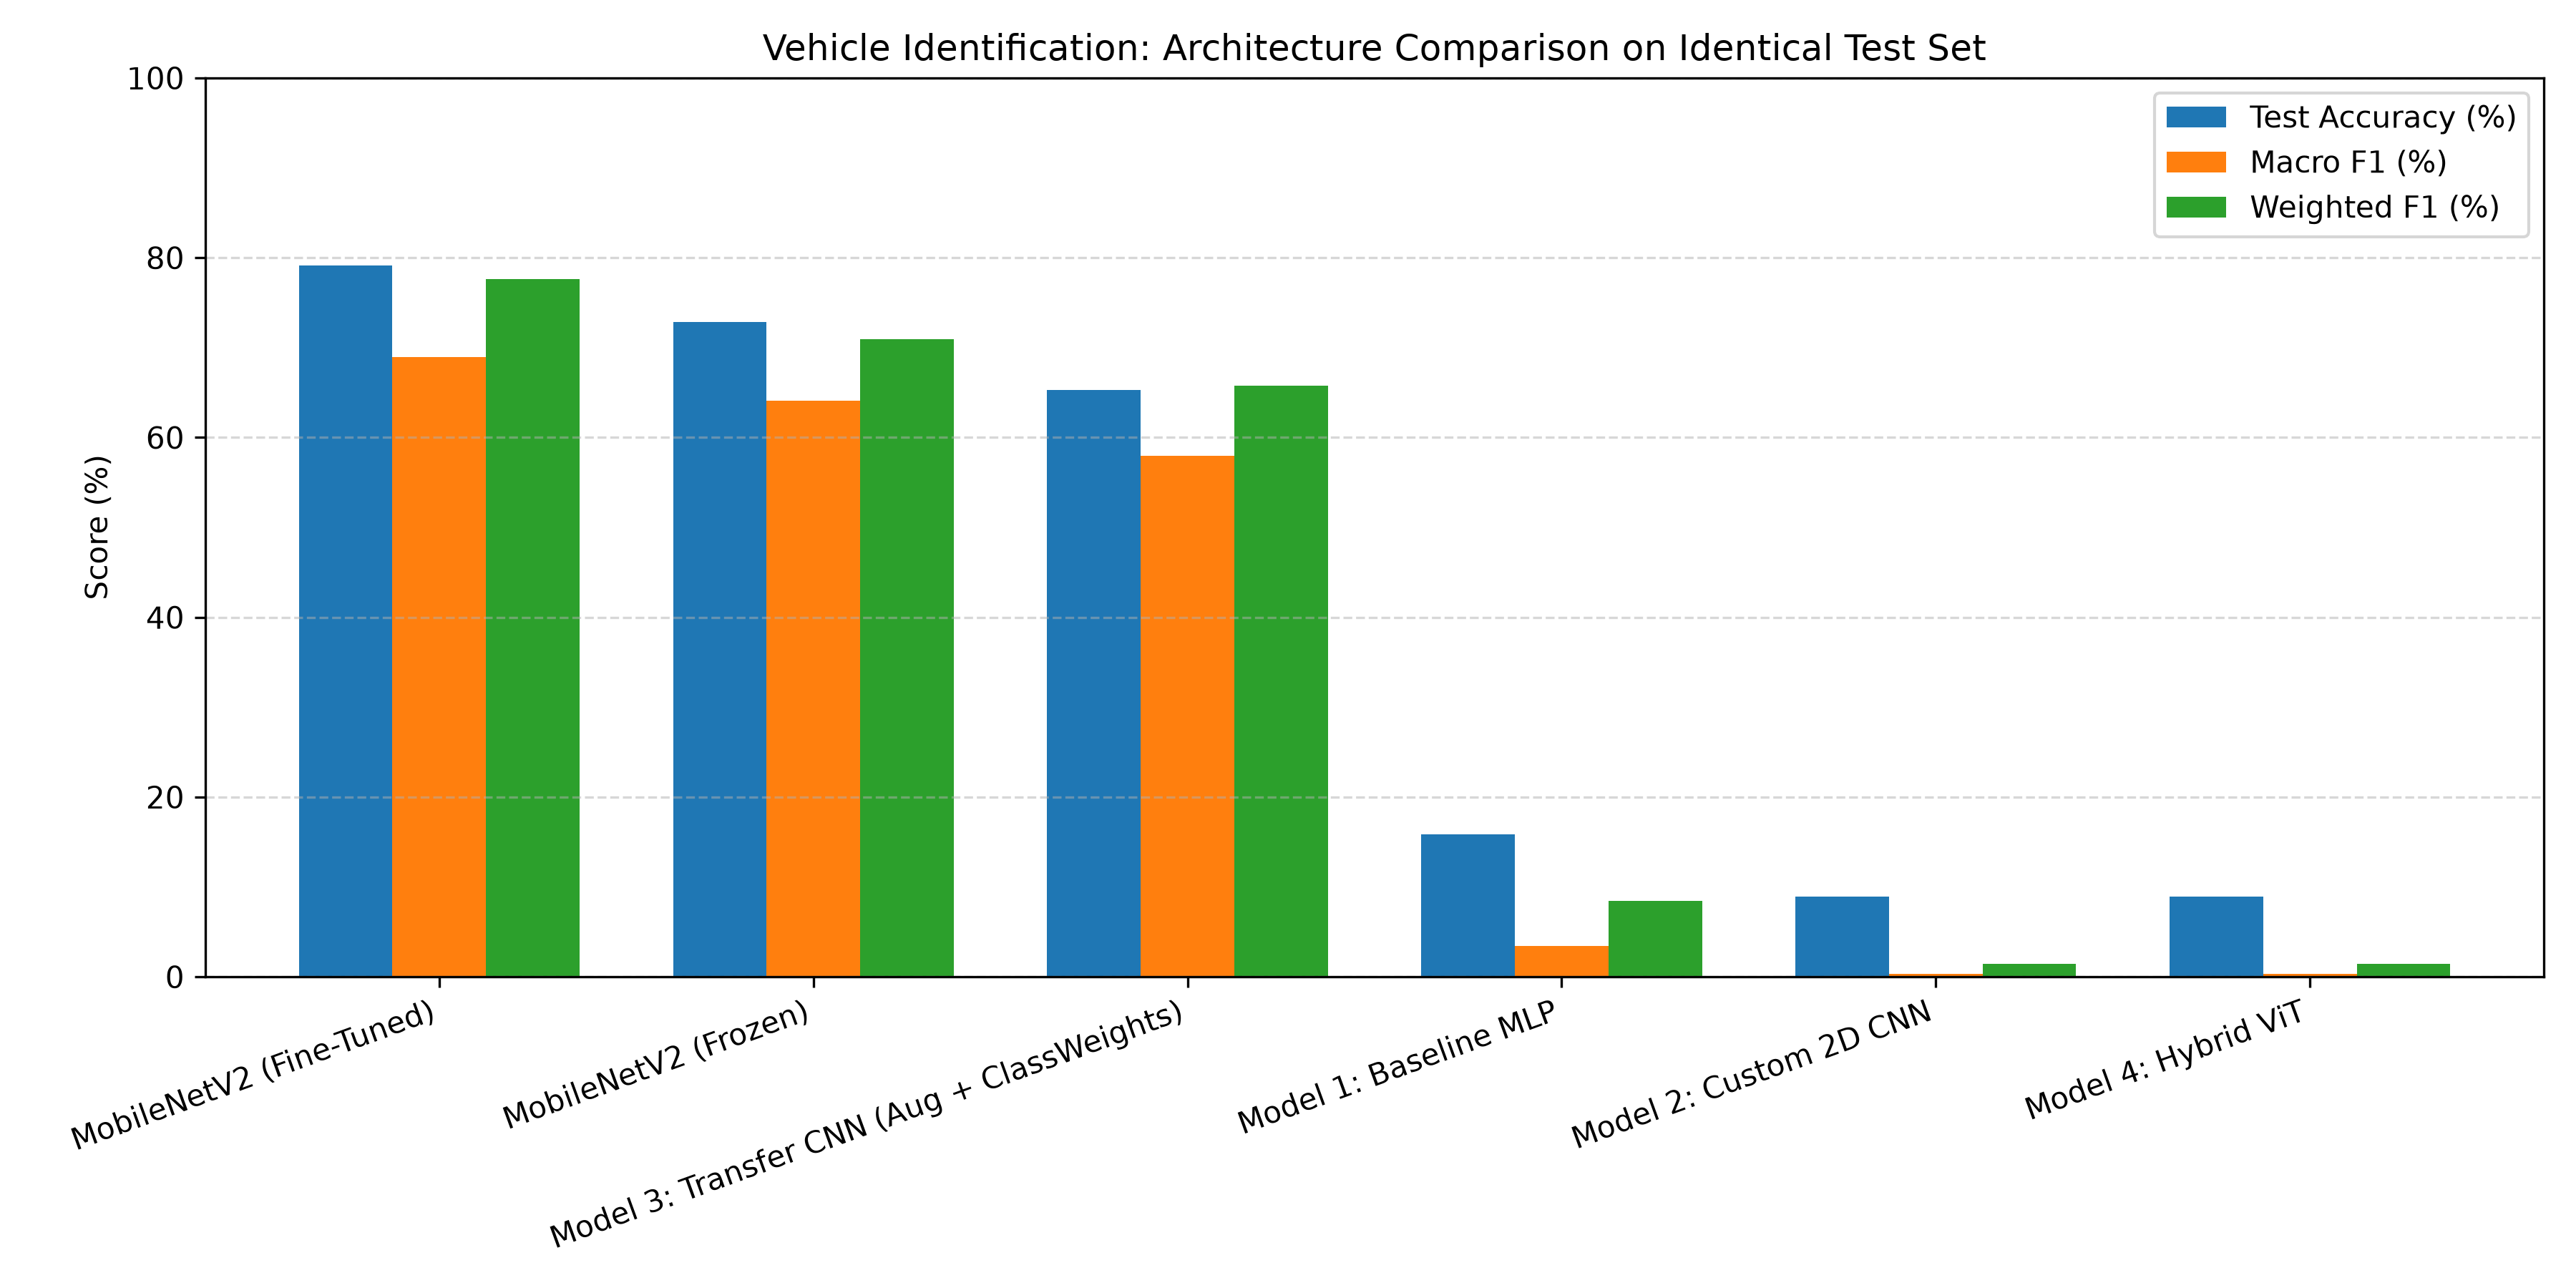 Vehicle Identification: Architecture Comparison on Identical Test Set
100
80
60
40
20
0
Score (%)
Test Accuracy (%)
Macro F1 (%)
Weighted F1 (%)
MobileNetV2 (Fine-Tuned)
MobileNetV2 (Frozen)
Model 3: Transfer CNN (Aug + ClassWeights)
Model 1: Baseline MLP
Model 2: Custom 2D CNN
Model 4: Hybrid ViT